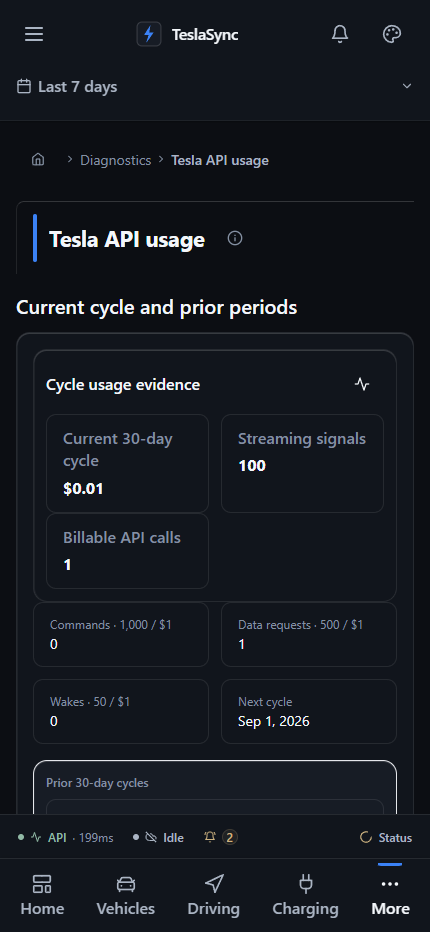 TeslaSync
Last 7 days
Diagnostics
Tesla API usage
Tesla API usage
Current cycle and prior periods
Cycle usage evidence
Current 30-day
cycle
$0.01
Streaming signals
100
Billable API calls
1
Commands · 1,000 / $1
0
Data requests · 500 / $1
1
Wakes · 50 / $1
0
Next cycle
Sep 1, 2026
Prior 30-day cycles
API · 199ms
Idle
2
Status
Home
Vehicles
Driving
Charging
More